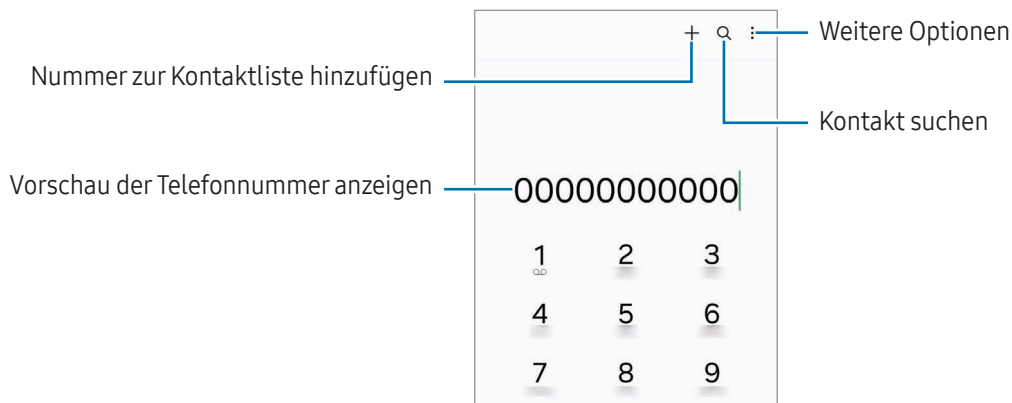 Weitere Optionen
Nummer zur Kontaktliste hinzufügen
Kontakt suchen
Vorschau der Telefonnummer anzeigen
00000000000
1 2 3
4 5 6
7 8 9